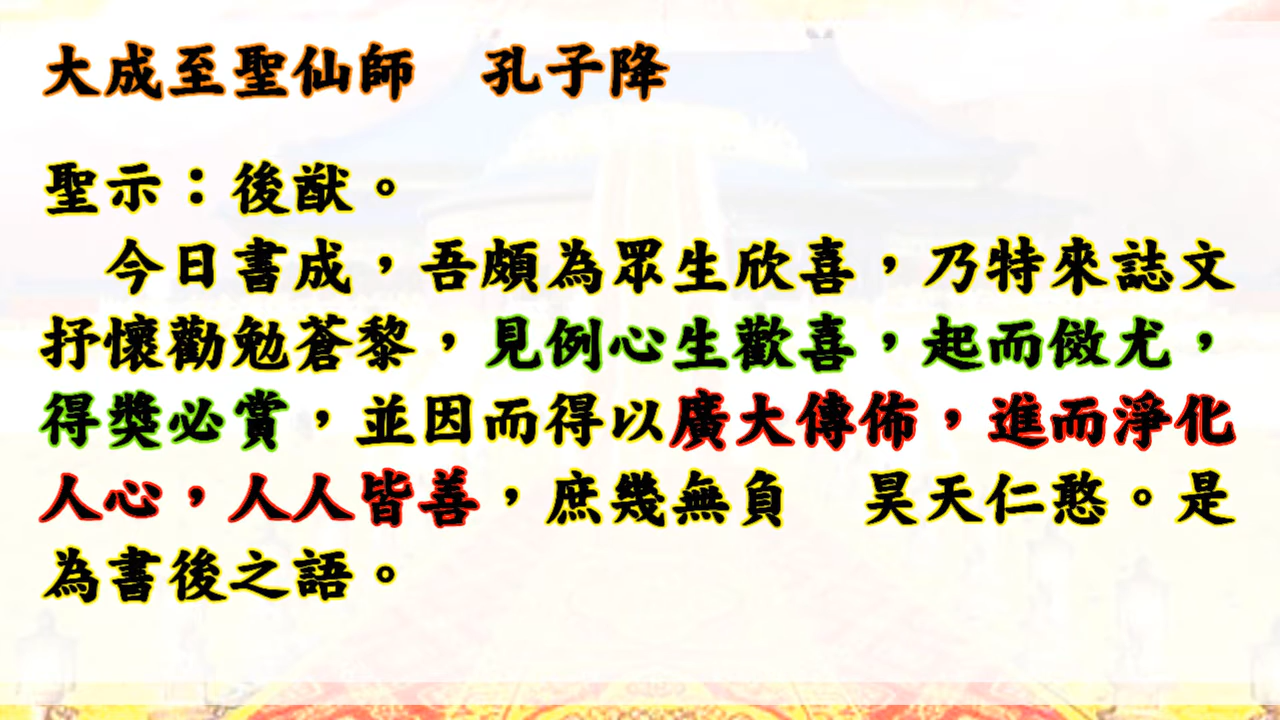 大成至聖仙師　孔子降
聖示：後猷。
　今日書成，吾頗為眾生欣喜，乃特來誌文
抒懷勸勉蒼黎，見例心生歡喜，起而傚尤，
得獎必賞，並因而得以廣大傳佈，進而淨化
人心，人人皆善，庶幾無負　昊天仁憨。是
為書後之語。